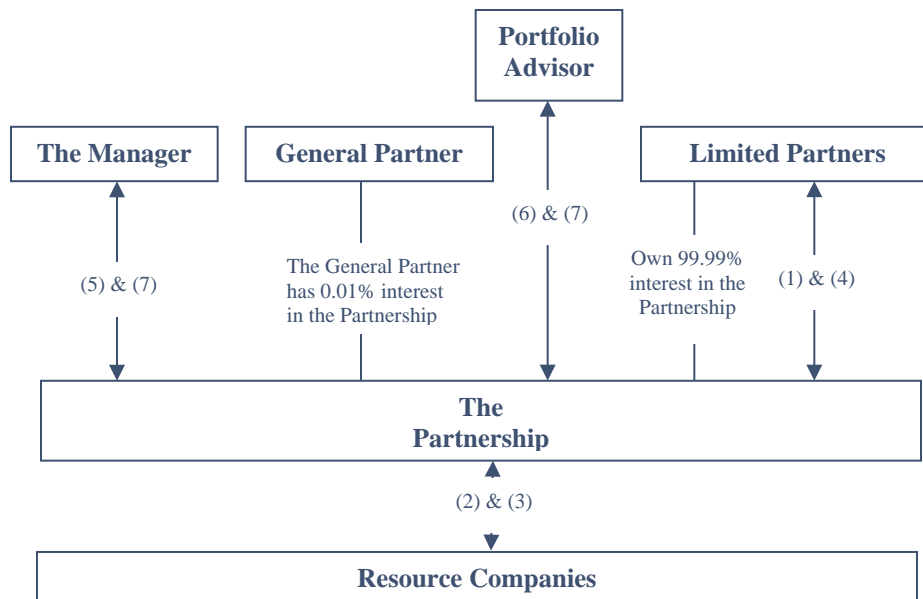 Portfolio
Advisor
The Manager
General Partner
Limited Partners
(6) & (7)
(5) & (7)
The General Partner
has 0.01% interest
in the Partnership
Own 99.99%
interest in the
Partnership
(1) & (4)
The
Partnership
(2) & (3)
Resource Companies